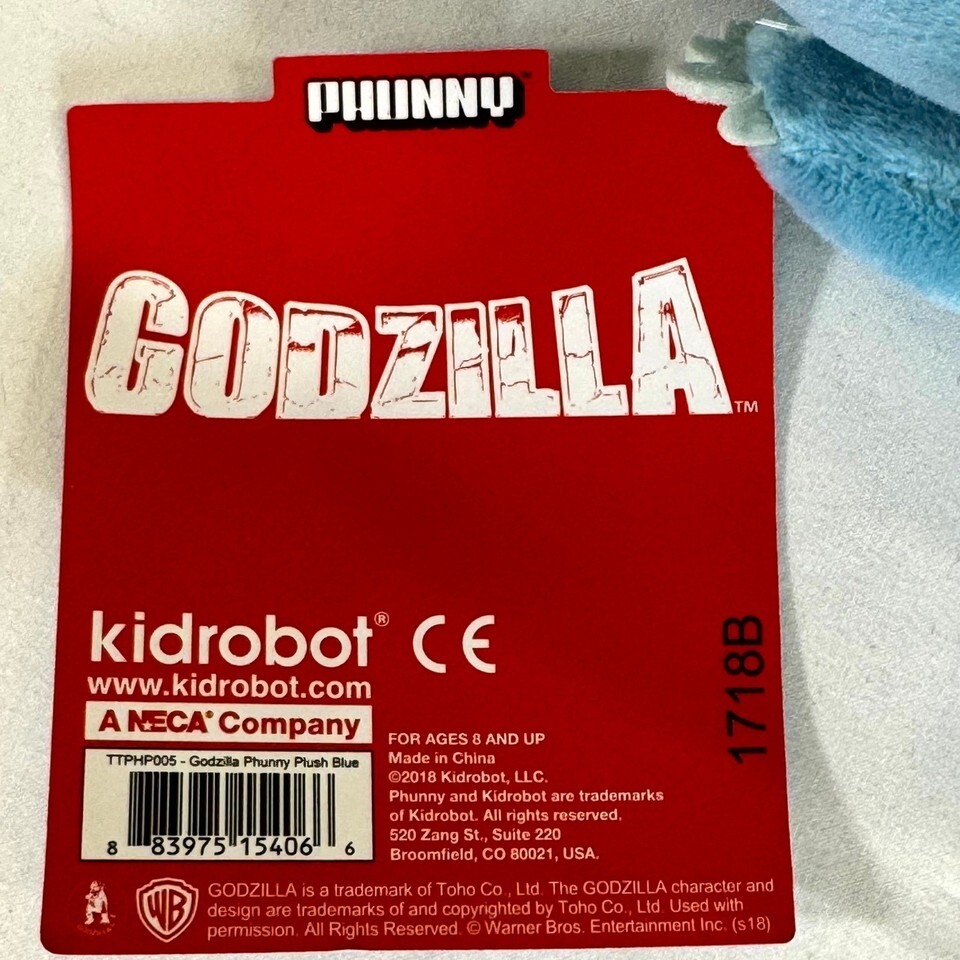 PHUNNY™
GODZILLA™
kidrobot® CE
www.kidrobot.com
A NECA® Company
TTPHP005 - Godzilla Phunny Plush Blue
8 83975 15406 6
FOR AGES 8 AND UP
Made in China
©2018 Kidrobot, LLC.
Phunny and Kidrobot are trademarks
of Kidrobot. All rights reserved.
520 Zang St., Suite 220
Broomfield, CO 80021, USA.
1718B
GODZILLA
WB
GODZILLA is a trademark of Toho Co., Ltd. The GODZILLA character and
design are trademarks of and copyrighted by Toho Co., Ltd. Used with
permission. All Rights Reserved. © Warner Bros. Entertainment Inc. (s18)